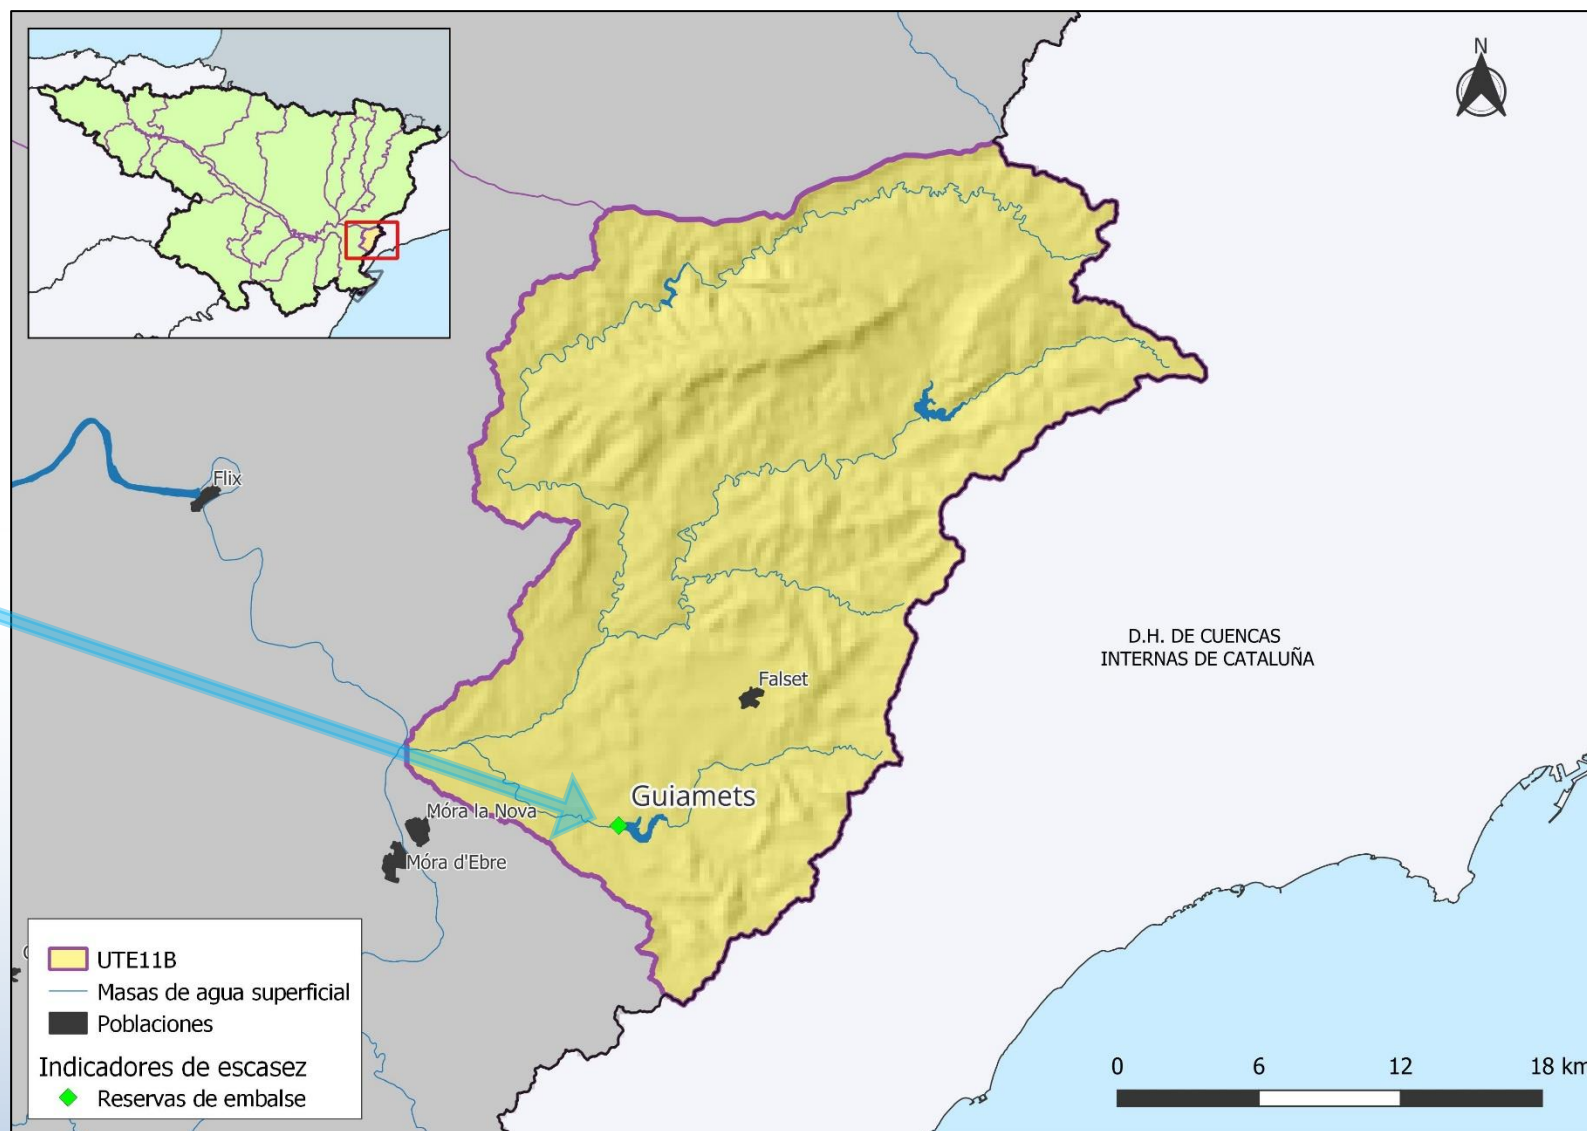 N
Flix
D.H. DE CUENCAS
INTERNAS DE CATALUÑA
Falset
Guiamets
Móra la Nova
Móra d'Ebre
UTE11B
Masas de agua superficial
Poblaciones
Indicadores de escasez
Reservas de embalse
0 6 12 18 km